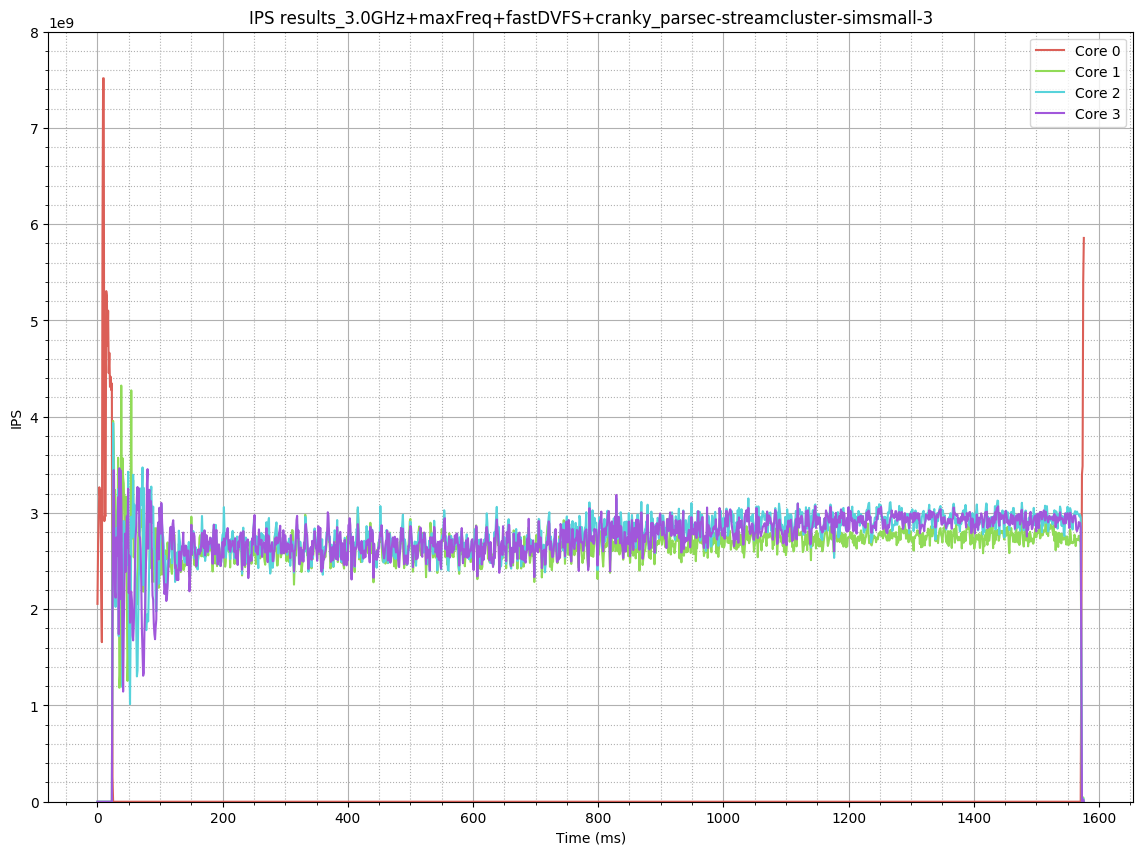 IPS results_3.0GHz+maxFreq+fastDVFS+cranky_parsec-streamcluster-simsmall-3
1e9
8
7
6
5
4
3
2
1
0
IPS
Core 0
Core 1
Core 2
Core 3
0 200 400 600 800 1000 1200 1400 1600
Time (ms)